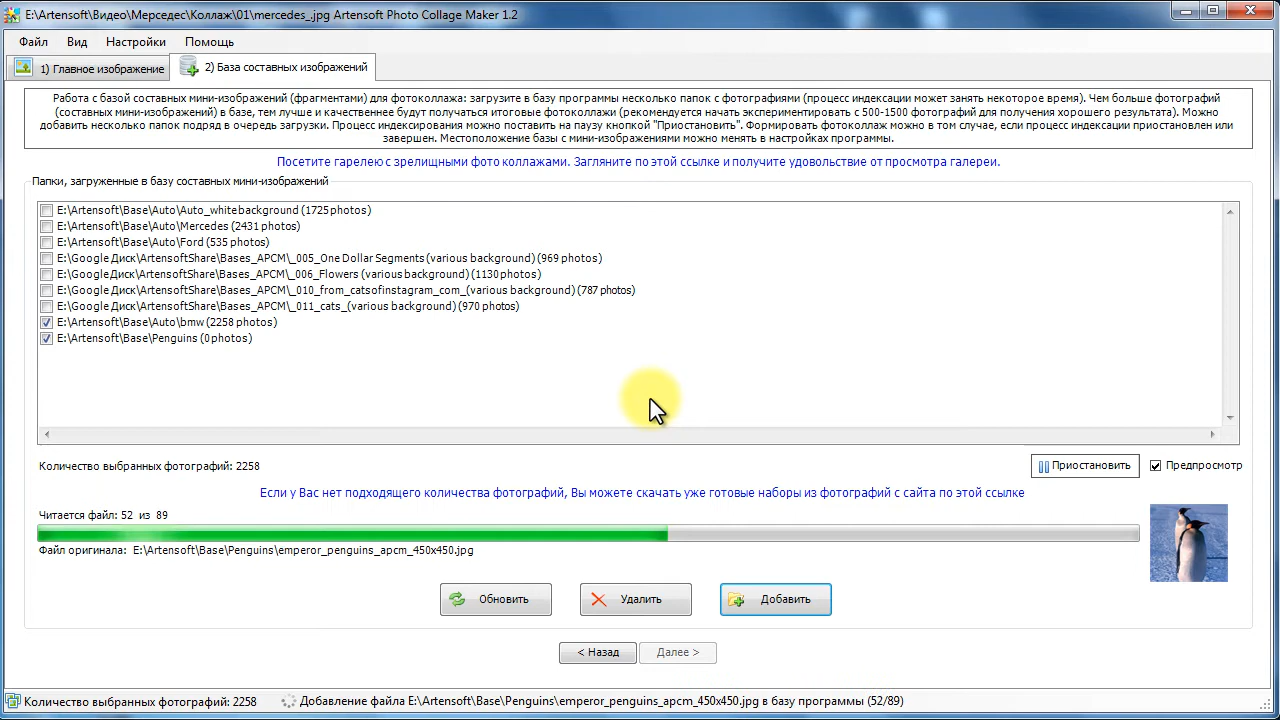 E:\Artensoft\Видео\Мерседес\Коллаж\01\mercedes_.jpg Artensoft Photo Collage Maker 1.2
Файл Вид Настройки Помощь
1) Главное изображение 2) База составных изображений
Работа с базой составных мини-изображений (фрагментами) для фотоколлажа: загрузите в базу программы несколько папок с фотографиями (процесс индексации может занять некоторое время). Чем больше фотографий
(составных мини-изображений) в базе, тем лучше и качественнее будут получаться итоговые фотоколлажи (рекомендуется начать экспериментировать с 500-1500 фотографий для получения хорошего результата). Можно
добавить несколько папок подряд в очередь загрузки. Процесс индексирования можно поставить на паузу кнопкой "Приостановить". Формировать фотоколлаж можно в том случае, если процесс индексации приостановлен или
завершен. Местоположение базы с мини-изображениями можно менять в настройках программы.
Посетите гарелею с зрелищными фото коллажами. Загляните по этой ссылке и получите удовольствие от просмотра галереи.
Папки, загруженные в базу составных мини-изображений
E:\Artensoft\Base\Auto\Auto_white background (1725 photos)
E:\Artensoft\Base\Auto\Mercedes (2431 photos)
E:\Artensoft\Base\Auto\Ford (535 photos)
E:\Google Диск\ArtensoftShare\Bases_APCM\_005_One Dollar Segments (various background) (969 photos)
E:\Google Диск\ArtensoftShare\Bases_APCM\_006_Flowers (various background) (1130 photos)
E:\Google Диск\ArtensoftShare\Bases_APCM\_010_from_catsofinstagram_com_(various background) (787 photos)
E:\Google Диск\ArtensoftShare\Bases_APCM\_011_cats_(various background) (970 photos)
E:\Artensoft\Base\Auto\bmw (2258 photos)
E:\Artensoft\Base\Penguins (0 photos)
Количество выбранных фотографий: 2258
Приостановить Предпросмотр
Если у Вас нет подходящего количества фотографий, Вы можете скачать уже готовые наборы из фотографий с сайта по этой ссылке
Читается файл: 52 из 89
Файл оригинала: E:\Artensoft\Base\Penguins\emperor_penguins_apcm_450x450.jpg
Обновить Удалить Добавить
< Назад Далее >
Количество выбранных фотографий: 2258 Добавление файла E:\Artensoft\Base\Penguins\emperor_penguins_apcm_450x450.jpg в базу программы (52/89)